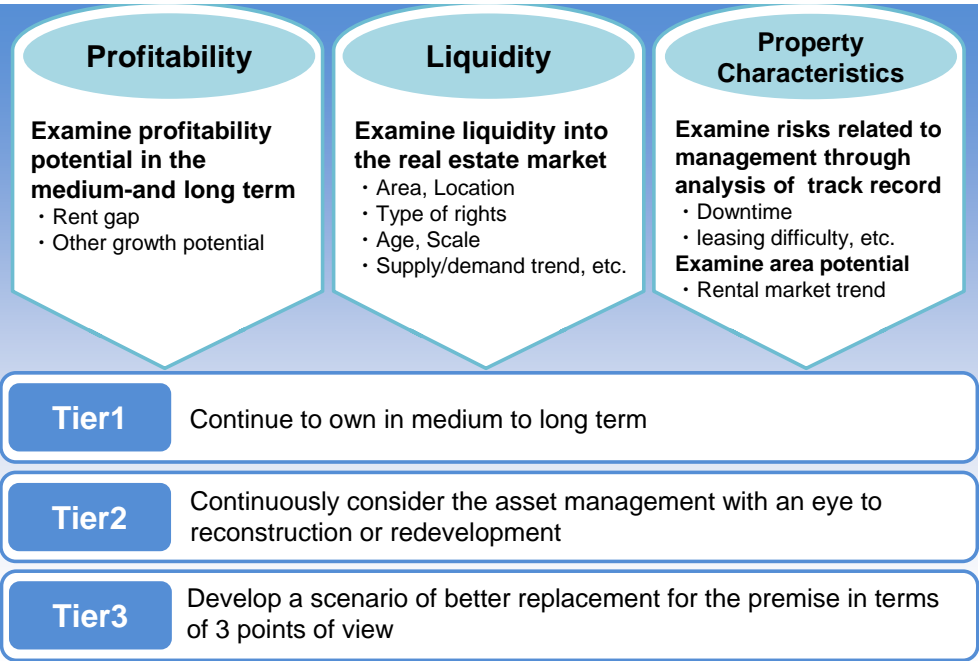 Profitability
Examine profitability
potential in the
medium-and long term
・Rent gap
・Other growth potential
Liquidity
Examine liquidity into
the real estate market
・Area, Location
・Type of rights
・Age, Scale
・Supply/demand trend, etc.
Property
Characteristics
Examine risks related to
management through
analysis of track record
・Downtime
・leasing difficulty, etc.
Examine area potential
・Rental market trend
Tier1
Continue to own in medium to long term
Tier2
Continuously consider the asset management with an eye to
reconstruction or redevelopment
Tier3
Develop a scenario of better replacement for the premise in terms
of 3 points of view